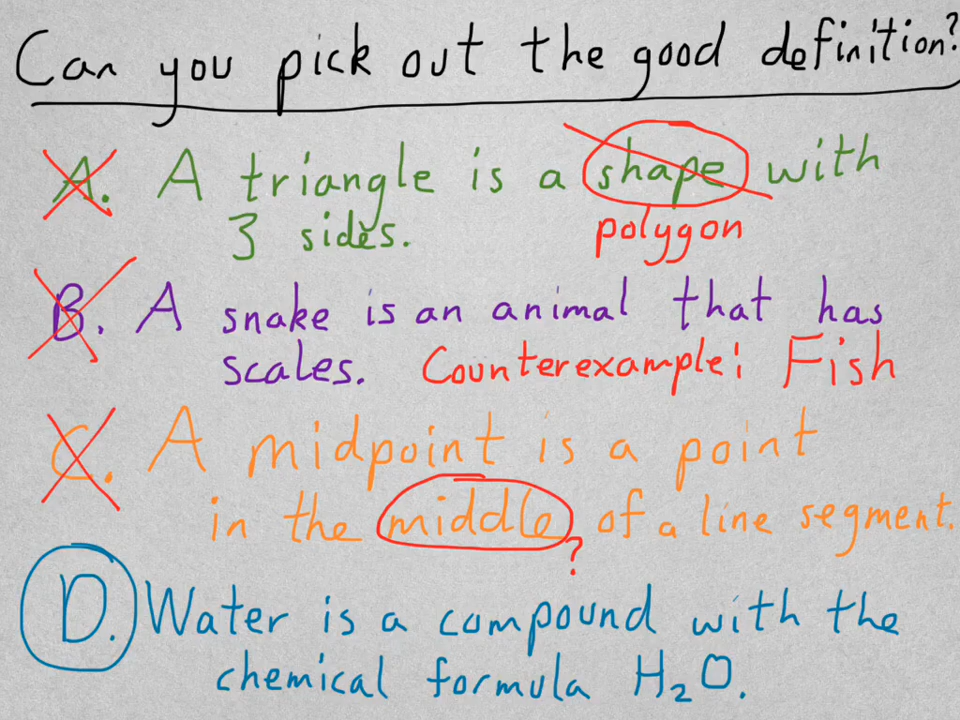 Can you pick out the good definition?
A. A triangle is a shape with
3 sides. polygon
B. A snake is an animal that has
scales. Counterexample: Fish
C. A midpoint is a point
in the middle of a line segment.
?
D. Water is a compound with the
chemical formula H₂O.